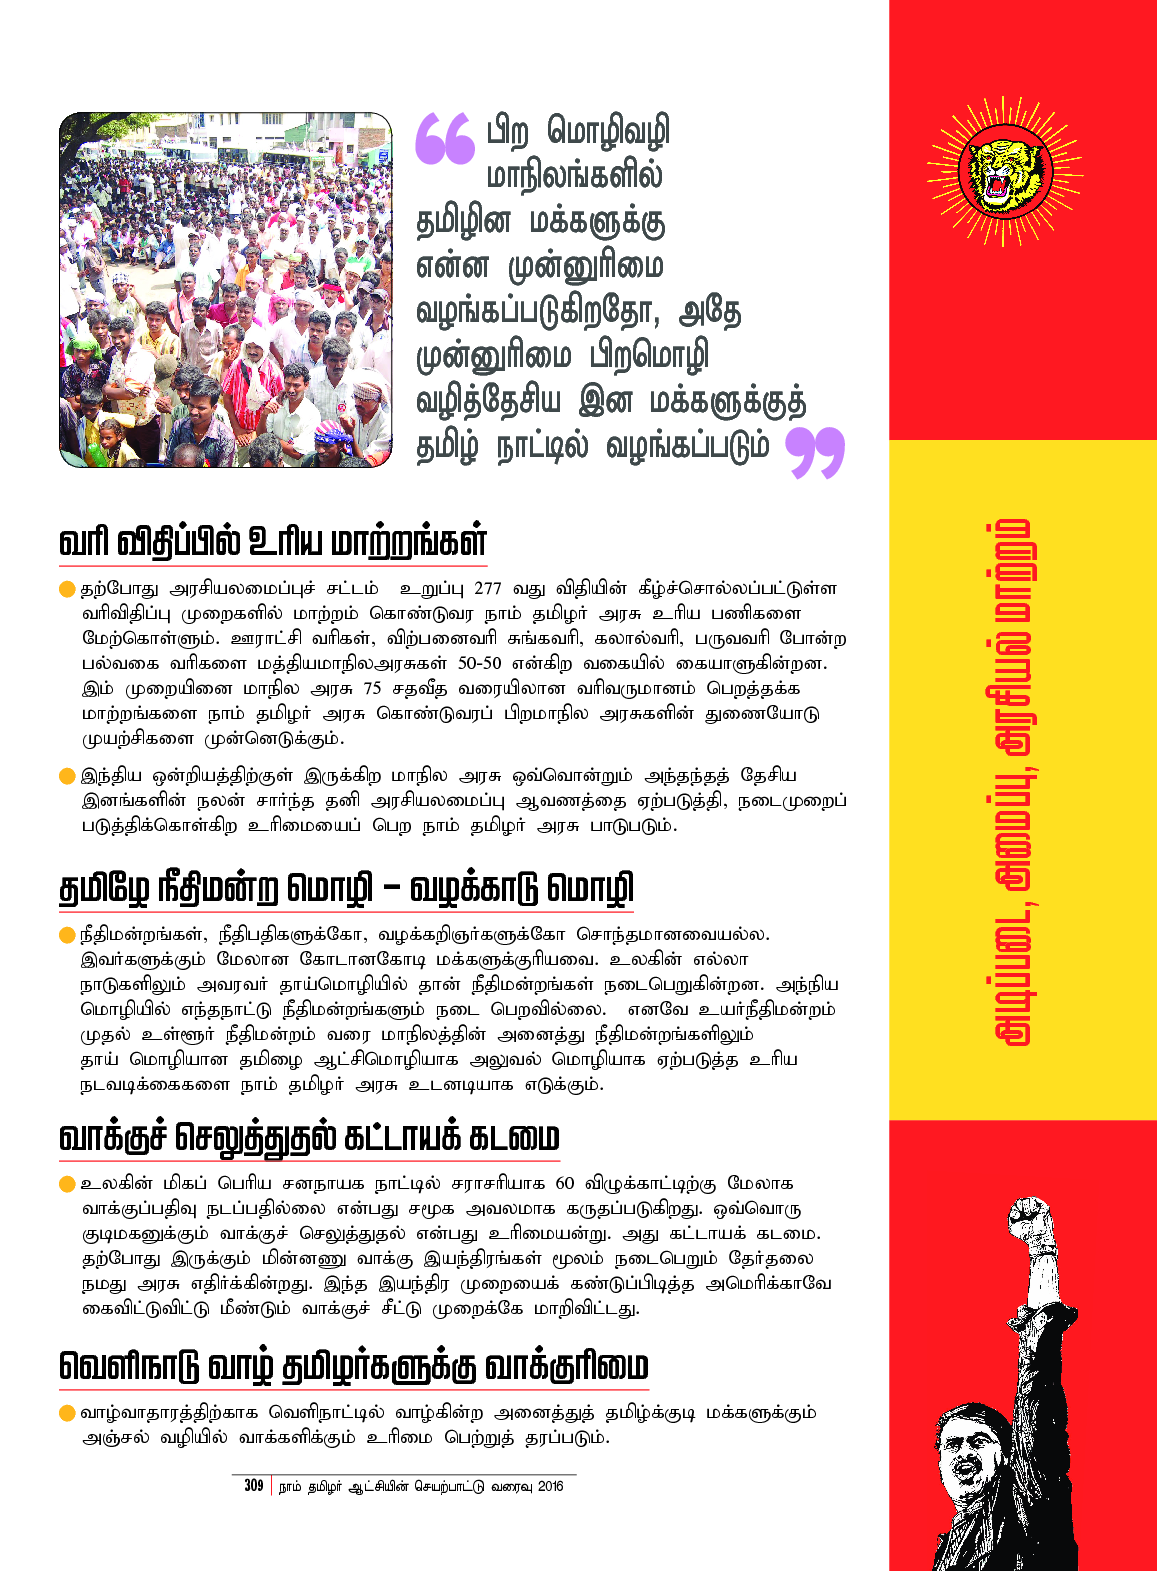 பிற மொழிவழி
மாநிலங்களில்
தமிழின மக்களுக்கு
என்ன முன்னுரிமை
வழங்கப்படுகிறதோ, அதே
முன்னுரிமை பிறமொழி
வழித்தேசிய இன மக்களுக்குத்
தமிழ் நாட்டில் வழங்கப்படும்
வரி விதிப்பில் உரிய மாற்றங்கள்
தற்போது அரசியலமைப்புச் சட்டம் உறுப்பு 277 வது விதியின் கீழ்ச்சொல்லப்பட்டுள்ள
வரிவிதிப்பு முறைகளில் மாற்றம் கொண்டுவர நாம் தமிழர் அரசு உரிய பணிகளை
மேற்கொள்ளும். ஊராட்சி வரிகள், விற்பனைவரி சுங்கவரி, கலால்வரி, பருவவரி போன்ற
பல்வகை வரிகளை மத்தியமாநிலஅரசுகள் 50-50 என்கிற வகையில் கையாளுகின்றன.
இம் முறையினை மாநில அரசு 75 சதவீத வரையிலான வரிவருமானம் பெறத்தக்க
மாற்றங்களை நாம் தமிழர் அரசு கொண்டுவரப் பிறமாநில அரசுகளின் துணையோடு
முயற்சிகளை முன்னெடுக்கும்.
இந்திய ஒன்றியத்திற்குள் இருக்கிற மாநில அரசு ஒவ்வொன்றும் அந்தந்தத் தேசிய
இனங்களின் நலன் சார்ந்த தனி அரசியலமைப்பு ஆவணத்தை ஏற்படுத்தி, நடைமுறைப்
படுத்திக்கொள்கிற உரிமையைப் பெற நாம் தமிழர் அரசு பாடுபடும்.
தமிழே நீதிமன்ற மொழி – வழக்காடு மொழி
நீதிமன்றங்கள், நீதிபதிகளுக்கோ, வழக்கறிஞர்களுக்கோ சொந்தமானவையல்ல.
இவர்களுக்கும் மேலான கோடானகோடி மக்களுக்குரியவை. உலகின் எல்லா
நாடுகளிலும் அவரவர் தாய்மொழியில் தான் நீதிமன்றங்கள் நடைபெறுகின்றன. அந்நிய
மொழியில் எந்தநாட்டு நீதிமன்றங்களும் நடை பெறவில்லை. எனவே உயர்நீதிமன்றம்
முதல் உள்ளூர் நீதிமன்றம் வரை மாநிலத்தின் அனைத்து நீதிமன்றங்களிலும்
தாய் மொழியான தமிழை ஆட்சிமொழியாக அலுவல் மொழியாக ஏற்படுத்த உரிய
நடவடிக்கைகளை நாம் தமிழர் அரசு உடனடியாக எடுக்கும்.
வாக்குச் செலுத்துதல் கட்டாயக் கடமை
உலகின் மிகப் பெரிய சனநாயக நாட்டில் சராசரியாக 60 விழுக்காட்டிற்கு மேலாக
வாக்குப்பதிவு நடப்பதில்லை என்பது சமூக அவலமாக கருதப்படுகிறது. ஒவ்வொரு
குடிமகனுக்கும் வாக்குச் செலுத்துதல் என்பது உரிமையன்று. அது கட்டாயக் கடமை.
தற்போது இருக்கும் மின்னணு வாக்கு இயந்திரங்கள் மூலம் நடைபெறும் தேர்தலை
நமது அரசு எதிர்க்கின்றது. இந்த இயந்திர முறையைக் கண்டுப்பிடித்த அமெரிக்காவே
கைவிட்டுவிட்டு மீண்டும் வாக்குச் சீட்டு முறைக்கே மாறிவிட்டது.
வெளிநாடு வாழ் தமிழர்களுக்கு வாக்குரிமை
வாழ்வாதாரத்திற்காக வெளிநாட்டில் வாழ்கின்ற அனைத்துத் தமிழ்க்குடி மக்களுக்கும்
அஞ்சல் வழியில் வாக்களிக்கும் உரிமை பெற்றுத் தரப்படும்.
309 நாம் தமிழர் ஆட்சியின் செயற்பாட்டு வரைவு 2016
அடிப்படை, அமைப்பு, அரசியல் மாற்றம்